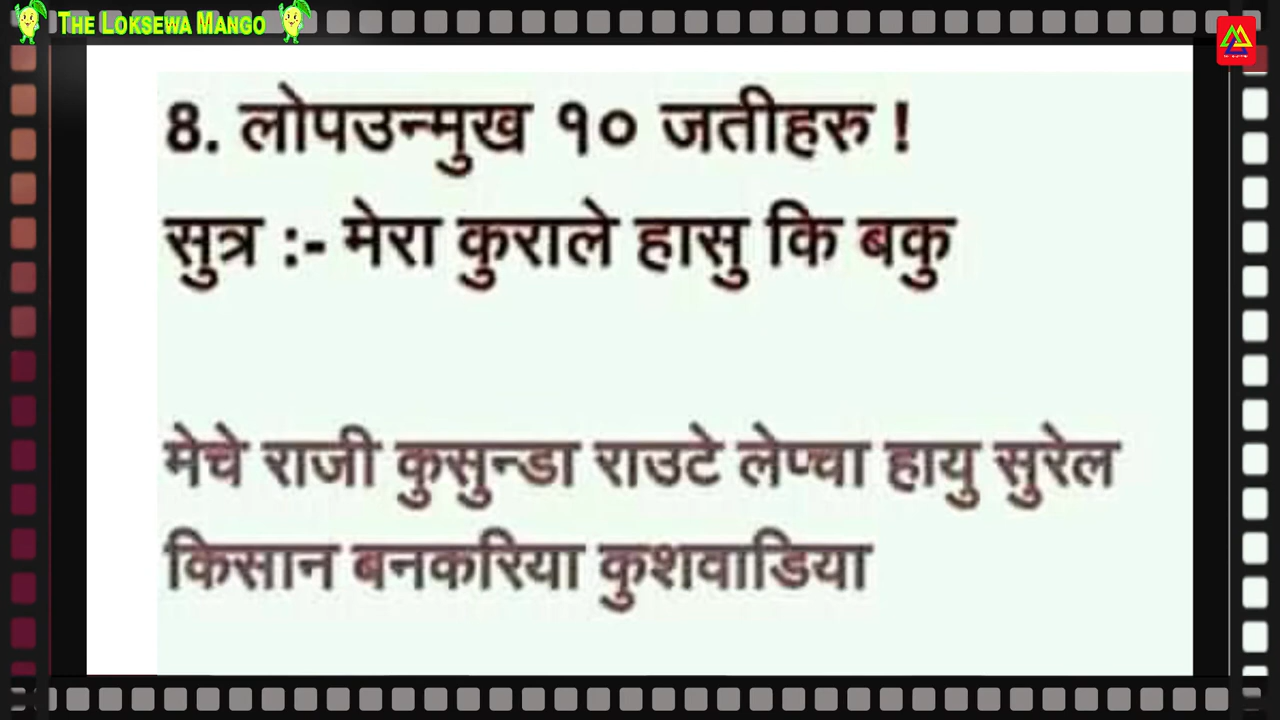 THE LOKSEWA MANGO
8. लोपउन्मुख १० जतीहरु !
सुत्र :- मेरा कुराले हासु कि बकु
मेचे राजी कुसुन्डा राउटे लेप्चा हायु सुरेल
किसान बनकरिया कुशवाडिया